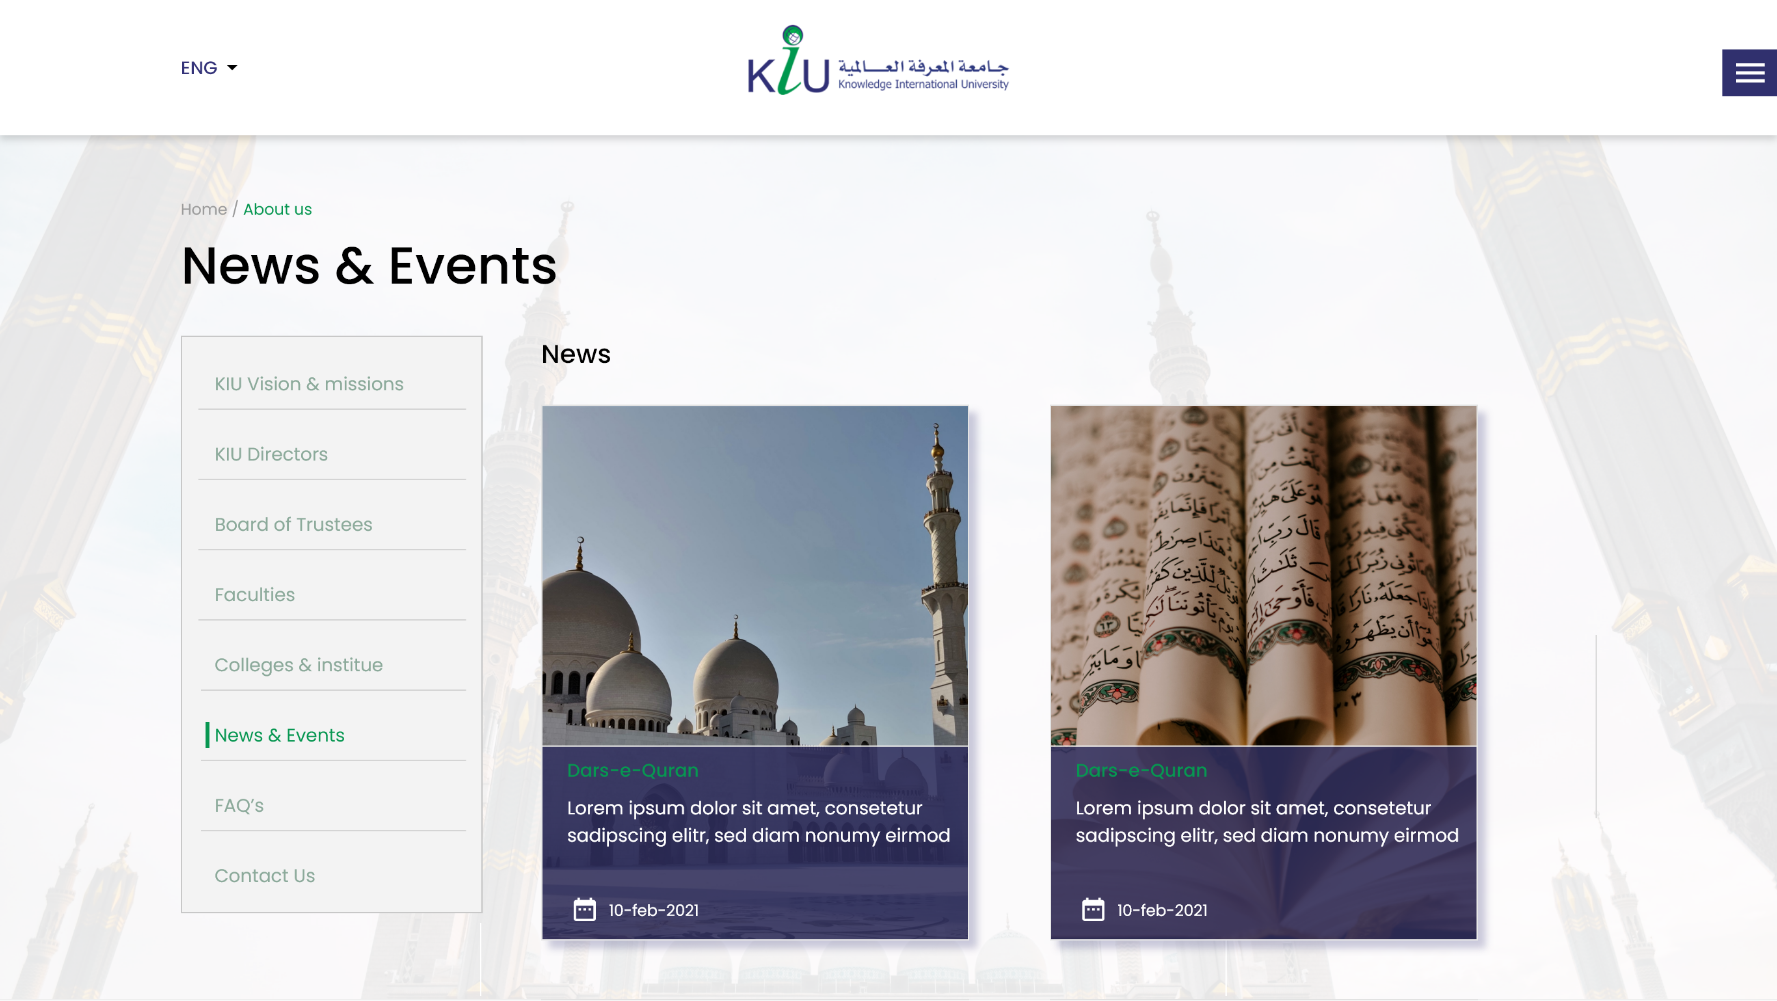 ENG
KiU
جامعة المعرفة العـــالمية
Knowledge International University
Home / About us
News & Events
KIU Vision & missions
KIU Directors
Board of Trustees
Faculties
Colleges & institue
News & Events
FAQ's
Contact Us
News
Dars-e-Quran
Lorem ipsum dolor sit amet, consetetur
sadipscing elitr, sed diam nonumy eirmod
10-feb-2021
Dars-e-Quran
Lorem ipsum dolor sit amet, consetetur
sadipscing elitr, sed diam nonumy eirmod
10-feb-2021